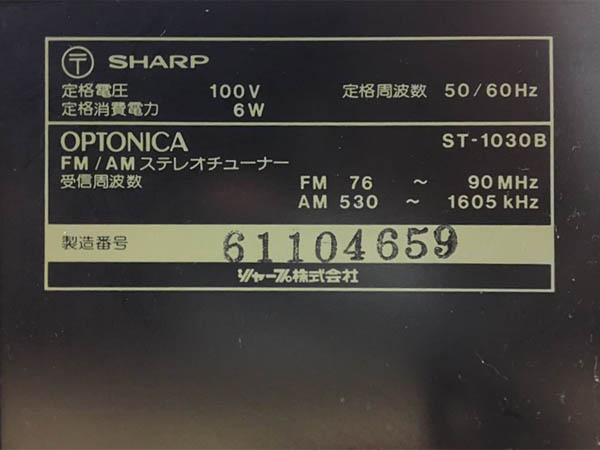 〒 SHARP
定格電圧 100V 定格周波数 50/60Hz
定格消費電力 6W
OPTONICA ST-1030B
FM/AMステレオチューナー
受信周波数 FM 76 ~ 90MHz
AM 530 ~ 1605kHz
製造番号 61104659
シャープ株式会社